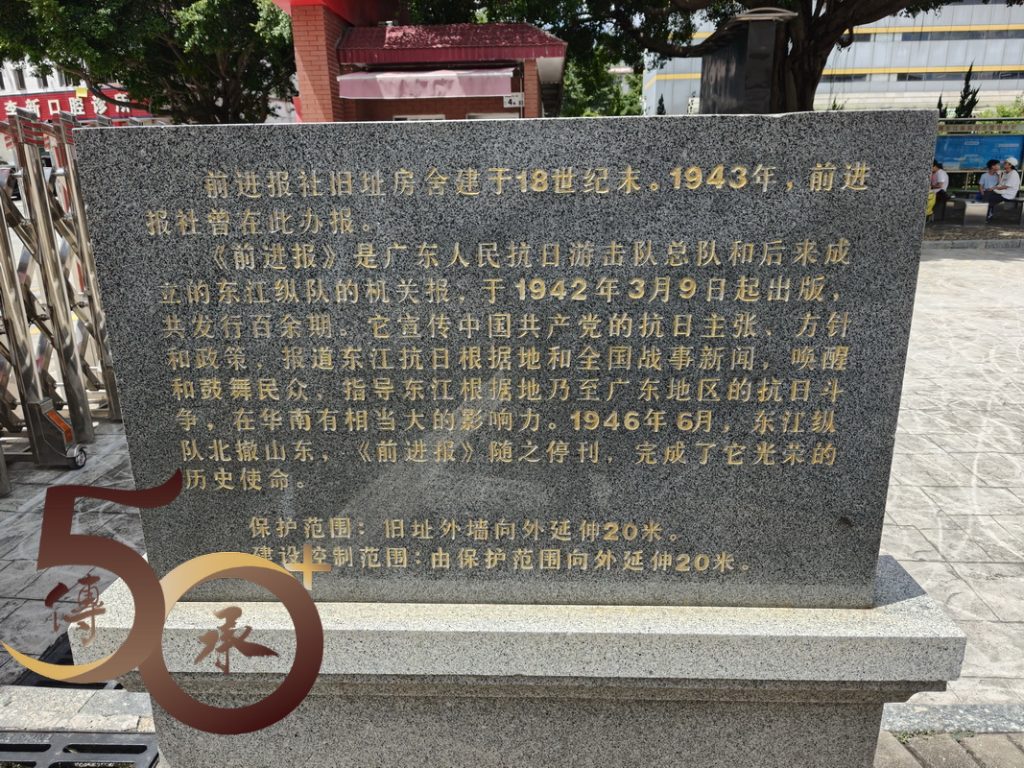 李新口腔诊所
前进报社旧址房舍建于18世纪末。1943年，前进
报社曾在此办报。
《前进报》是广东人民抗日游击队总队和后来成
立的东江纵队的机关报，于1942年3月9日起出版，
共发行百余期。它宣传中国共产党的抗日主张、方针
和政策，报道东江抗日根据地和全国战事新闻，唤醒
和鼓舞民众，指导东江根据地乃至广东地区的抗日斗
争，在华南有相当大的影响力。1946年6月，东江纵
队北撤山东，《前进报》随之停刊，完成了它光荣的
历史使命。
保护范围：旧址外墙向外延伸20米。
建设控制范围：由保护范围向外延伸20米。
50+
傳
承